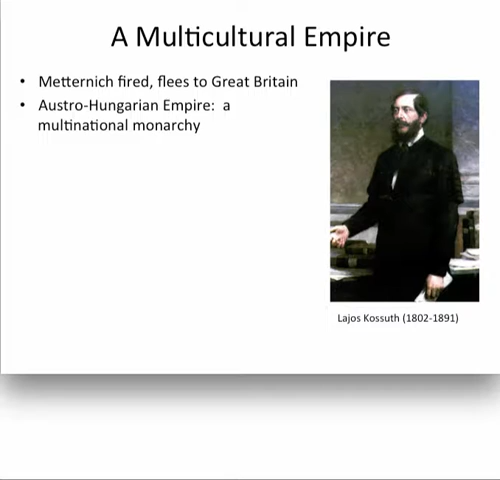 A Multicultural Empire
• Metternich fired, flees to Great Britain
• Austro-Hungarian Empire: a
multinational monarchy
Lajos Kossuth (1802-1891)